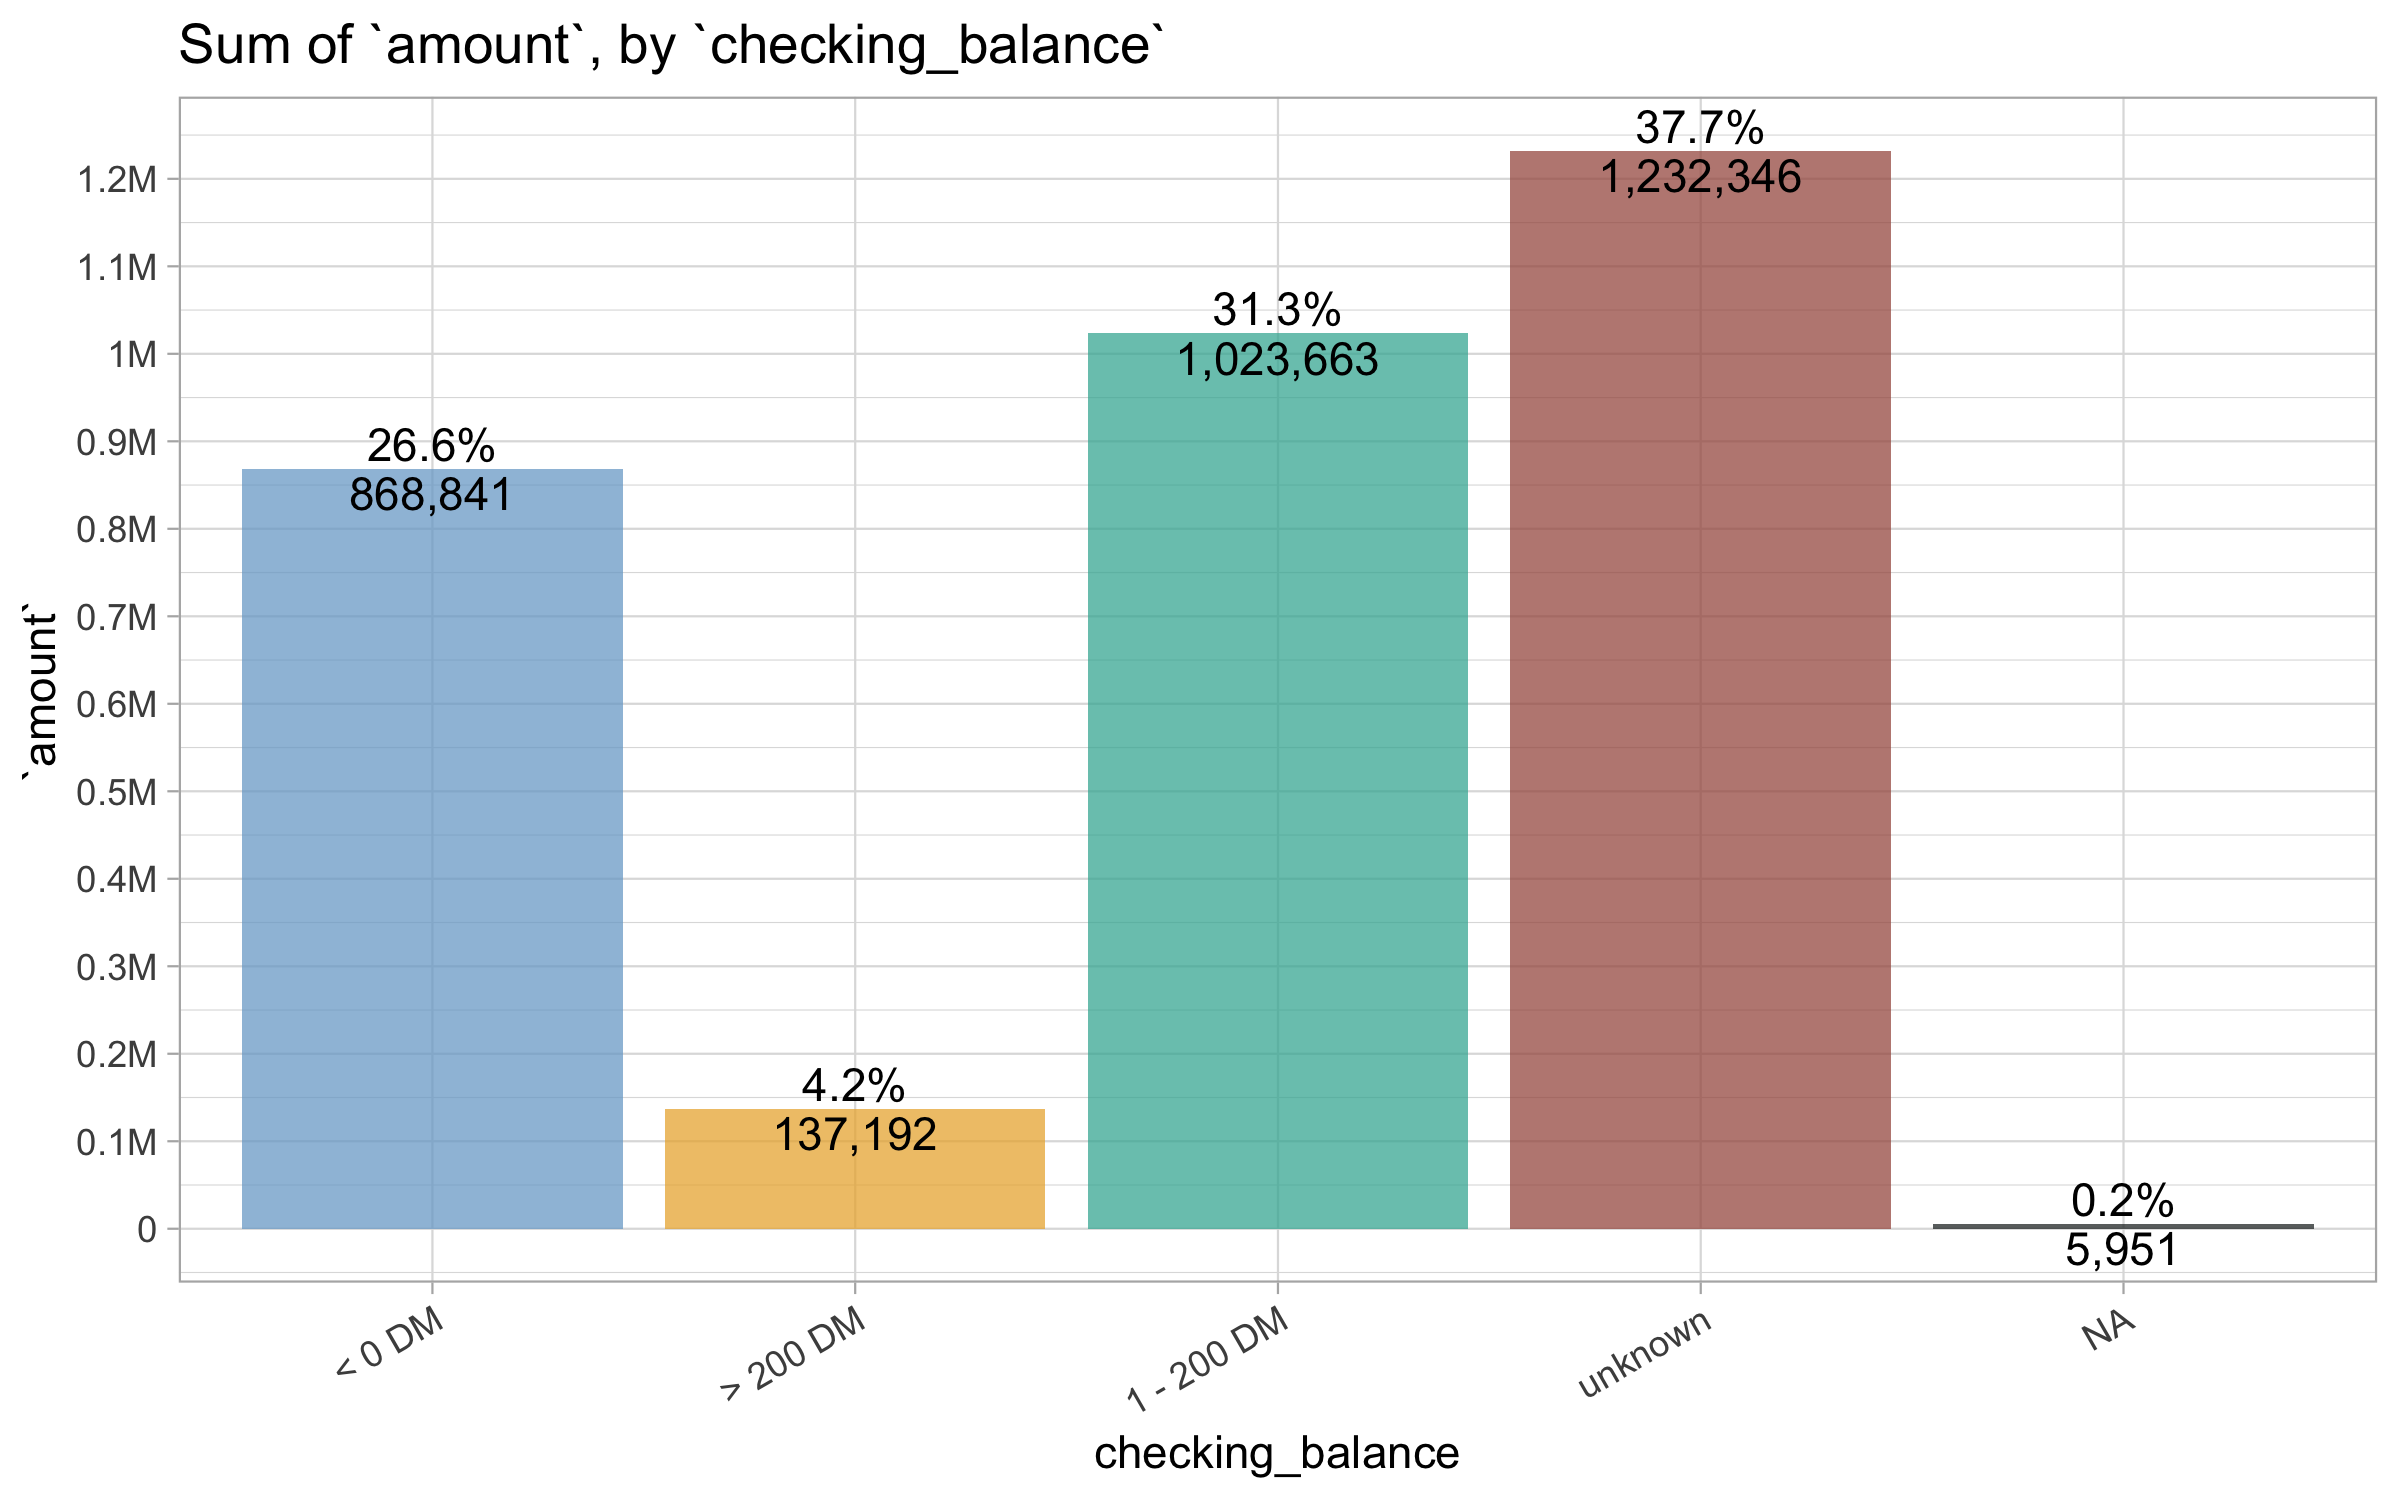 Sum of `amount`, by `checking_balance`
37.7%
1,232,346
31.3%
1,023,663
26.6%
868,841
4.2%
137,192
0.2%
5,951
1.2M
1.1M
1M
0.9M
0.8M
0.7M
0.6M
0.5M
0.4M
0.3M
0.2M
0.1M
0
`amount`
< 0 DM
> 200 DM
1 - 200 DM
unknown
NA
checking_balance